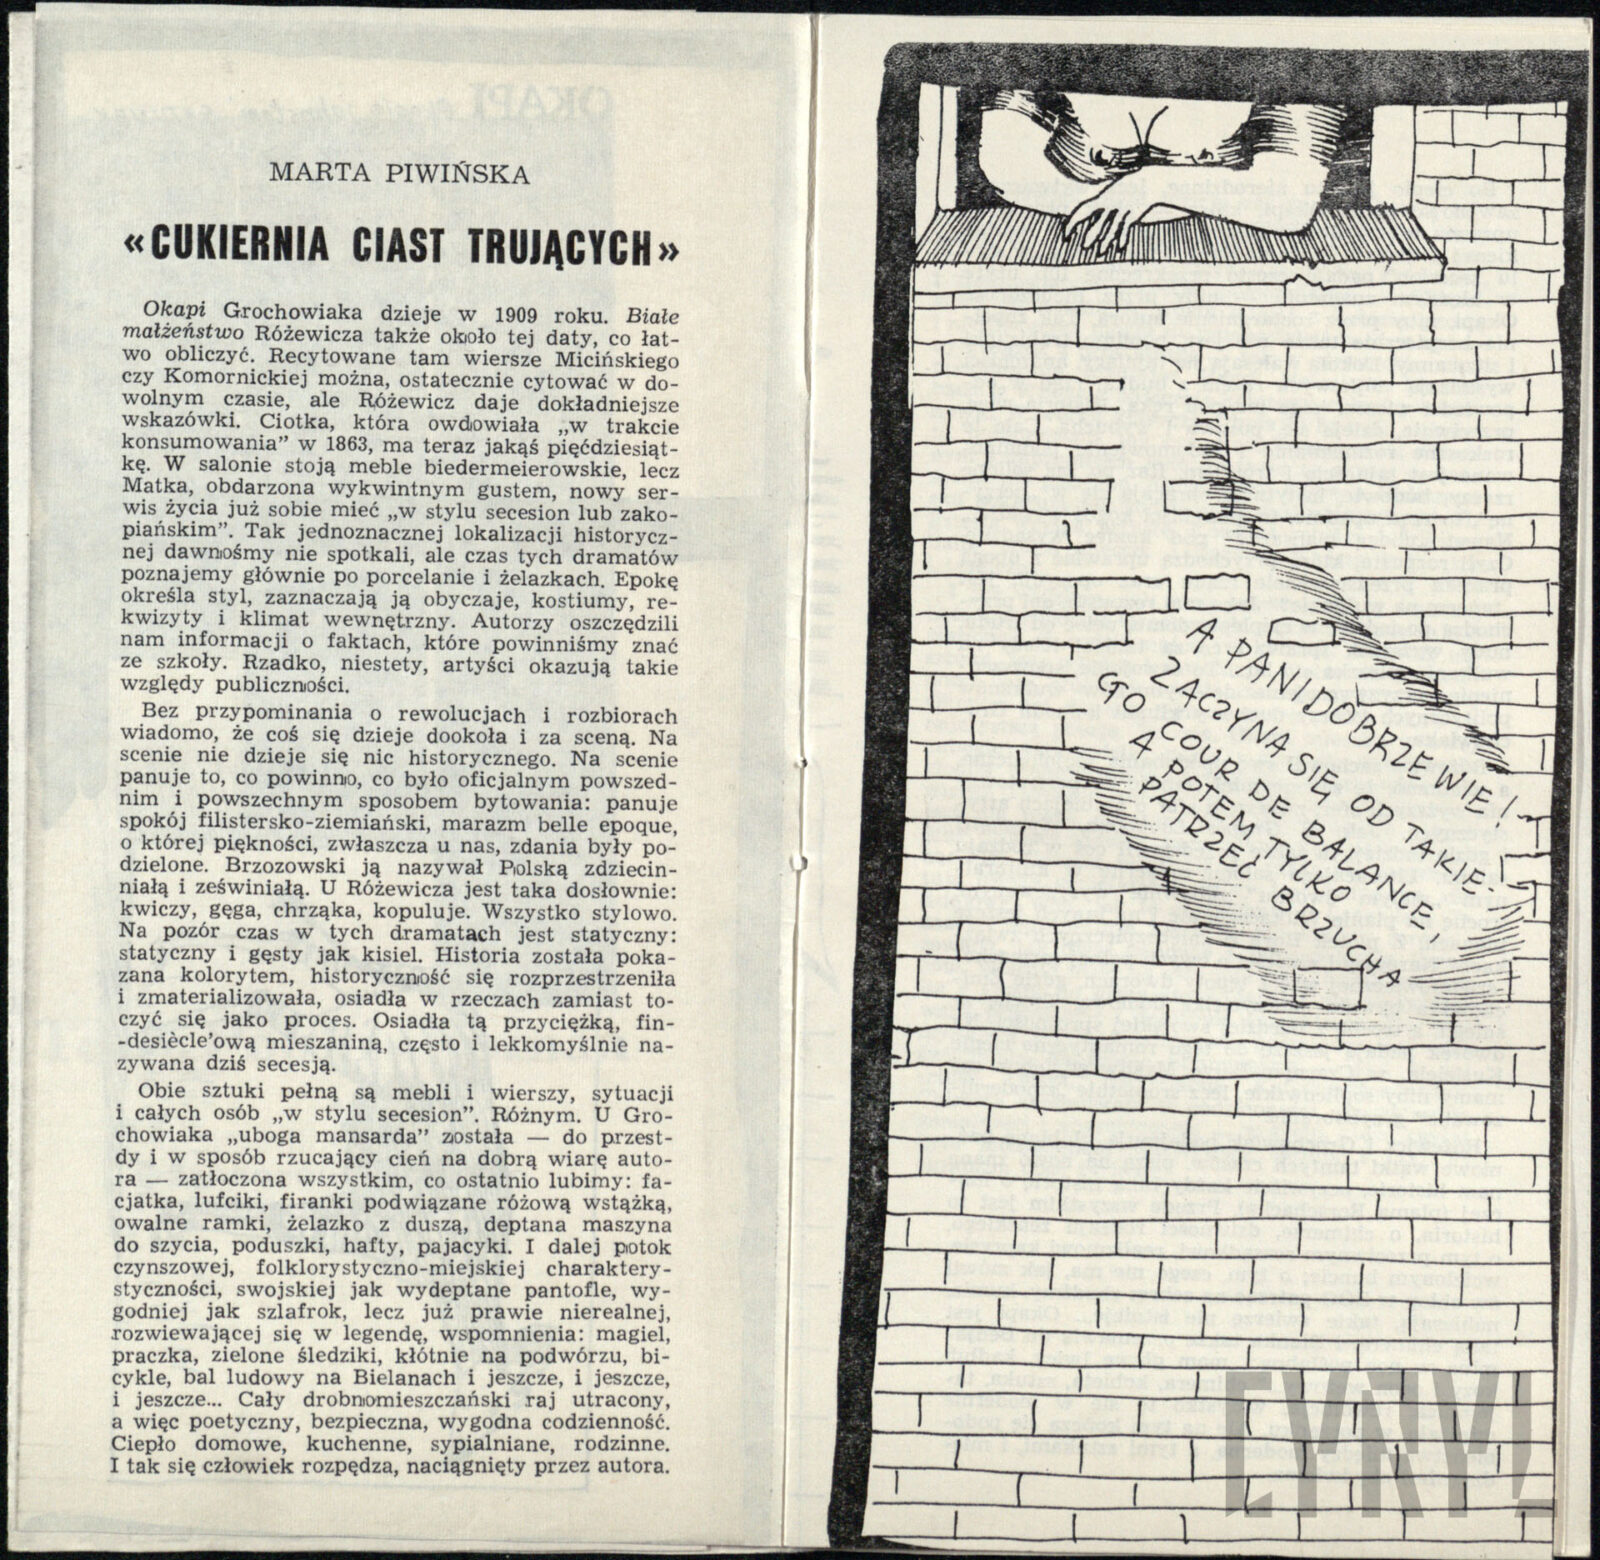 MARTA PIWIŃSKA
«CUKIERNIA CIAST TRUJĄCYCH»
Okapi Grochowiaka dzieje w 1909 roku. Białe
małżeństwo Różewicza także około tej daty, co łat-
wo obliczyć. Recytowane tam wiersze Micińskiego
czy Komornickiej można, ostatecznie cytować w do-
wolnym czasie, ale Różewicz daje dokładniejsze
wskazówki. Ciotka, która owdowiała „w trakcie
konsumowania” w 1863, ma teraz jakąś pięćdziesiąt-
kę. W salonie stoją meble biedermeierowskie, lecz
Matka, obdarzona wykwintnym gustem, nowy ser-
wis życia już sobie mieć „w stylu secesion lub zako-
piańskim”. Tak jednoznacznej lokalizacji historycz-
nej dawnośmy nie spotkali, ale czas tych dramatów
poznajemy głównie po porcelanie i żelazkach. Epokę
określa styl, zaznaczają ją obyczaje, kostiumy, re-
kwizyty i klimat wewnętrzny. Autorzy oszczędzili
nam informacji o faktach, które powinniśmy znać
ze szkoły. Rzadko, niestety, artyści okazują takie
względy publiczności.
Bez przypominania o rewolucjach i rozbiorach
wiadomo, że coś się dzieje dookoła i za sceną. Na
scenie nie dzieje się nic historycznego. Na scenie
panuje to, co powinno, co było oficjalnym powszed-
nim i powszechnym sposobem bytowania: panuje
spokój filistersko-ziemiański, marazm belle epoque,
o której piękności, zwłaszcza u nas, zdania były po-
dzielone. Brzozowski ją nazywał Polską zdziecin-
niałą i zeświniałą. U Różewicza jest taka dosłownie:
kwiczy, gęga, chrząka, kopuluje. Wszystko stylowo.
Na pozór czas w tych dramatach jest statyczny:
statyczny i gęsty jak kisiel. Historia została poka-
zana kolorytem, historyczność się rozprzestrzeniła
i zmaterializowała, osiadła w rzeczach zamiast to-
czyć się jako proces. Osiadła tą przyciężką, fin-
-desiècle'ową mieszaniną, często i lekkomyślnie na-
zywana dziś secesją.
Obie sztuki pełną są mebli i wierszy, sytuacji
i całych osób „w stylu secesion”. Różnym. U Gro-
chowiaka „uboga mansarda” została — do przest-
dy i w sposób rzucający cień na dobrą wiarę auto-
ra — zatłoczona wszystkim, co ostatnio lubimy: fa-
cjatka, lufciki, firanki podwiązane różową wstążką,
owalne ramki, żelazko z duszą, deptana maszyna
do szycia, poduszki, hafty, pajacyki. I dalej potok
czynszowej, folklorystyczno-miejskiej charaktery-
styczności, swojskiej jak wydeptane pantofle, wy-
godniej jak szlafrok, lecz już prawie nierealnej,
rozwiewającej się w legendę, wspomnienia: magiel,
praczka, zielone śledziki, kłótnie na podwórzu, bi-
cykle, bal ludowy na Bielanach i jeszcze, i jeszcze,
i jeszcze... Cały drobnomieszczański raj utracony,
a więc poetyczny, bezpieczna, wygodna codzienność.
Ciepło domowe, kuchenne, sypialniane, rodzinne.
I tak się człowiek rozpędza, naciągnięty przez autora.
A PANI DOBRZE WIE!
ZACZYNA SIĘ OD TAKIE-
GO COUR DE BALANCE,
A POTEM TYLKO
PATRZEĆ BRZUCHA